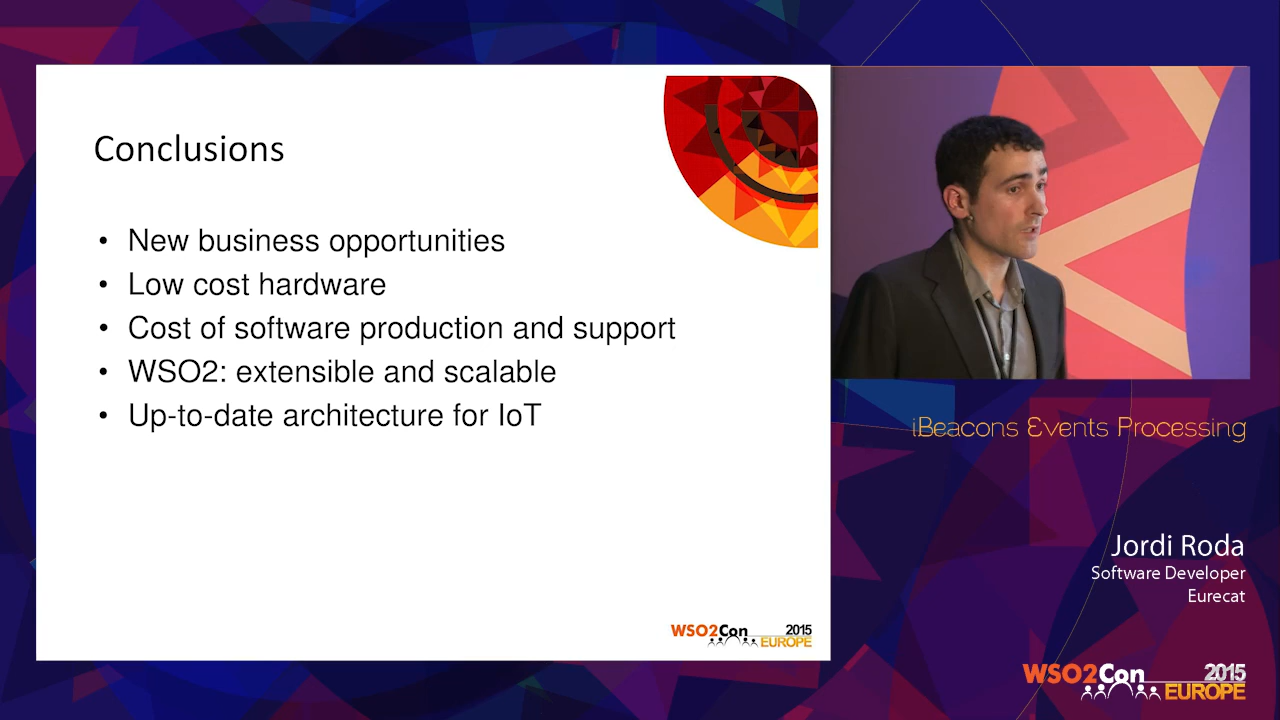 Conclusions
• New business opportunities
• Low cost hardware
• Cost of software production and support
• WSO2: extensible and scalable
• Up-to-date architecture for IoT
WSO2Con 2015
EUROPE
iBeacons Events Processing
Jordi Roda
Software Developer
Eurecat
WSO2Con 2015
EUROPE